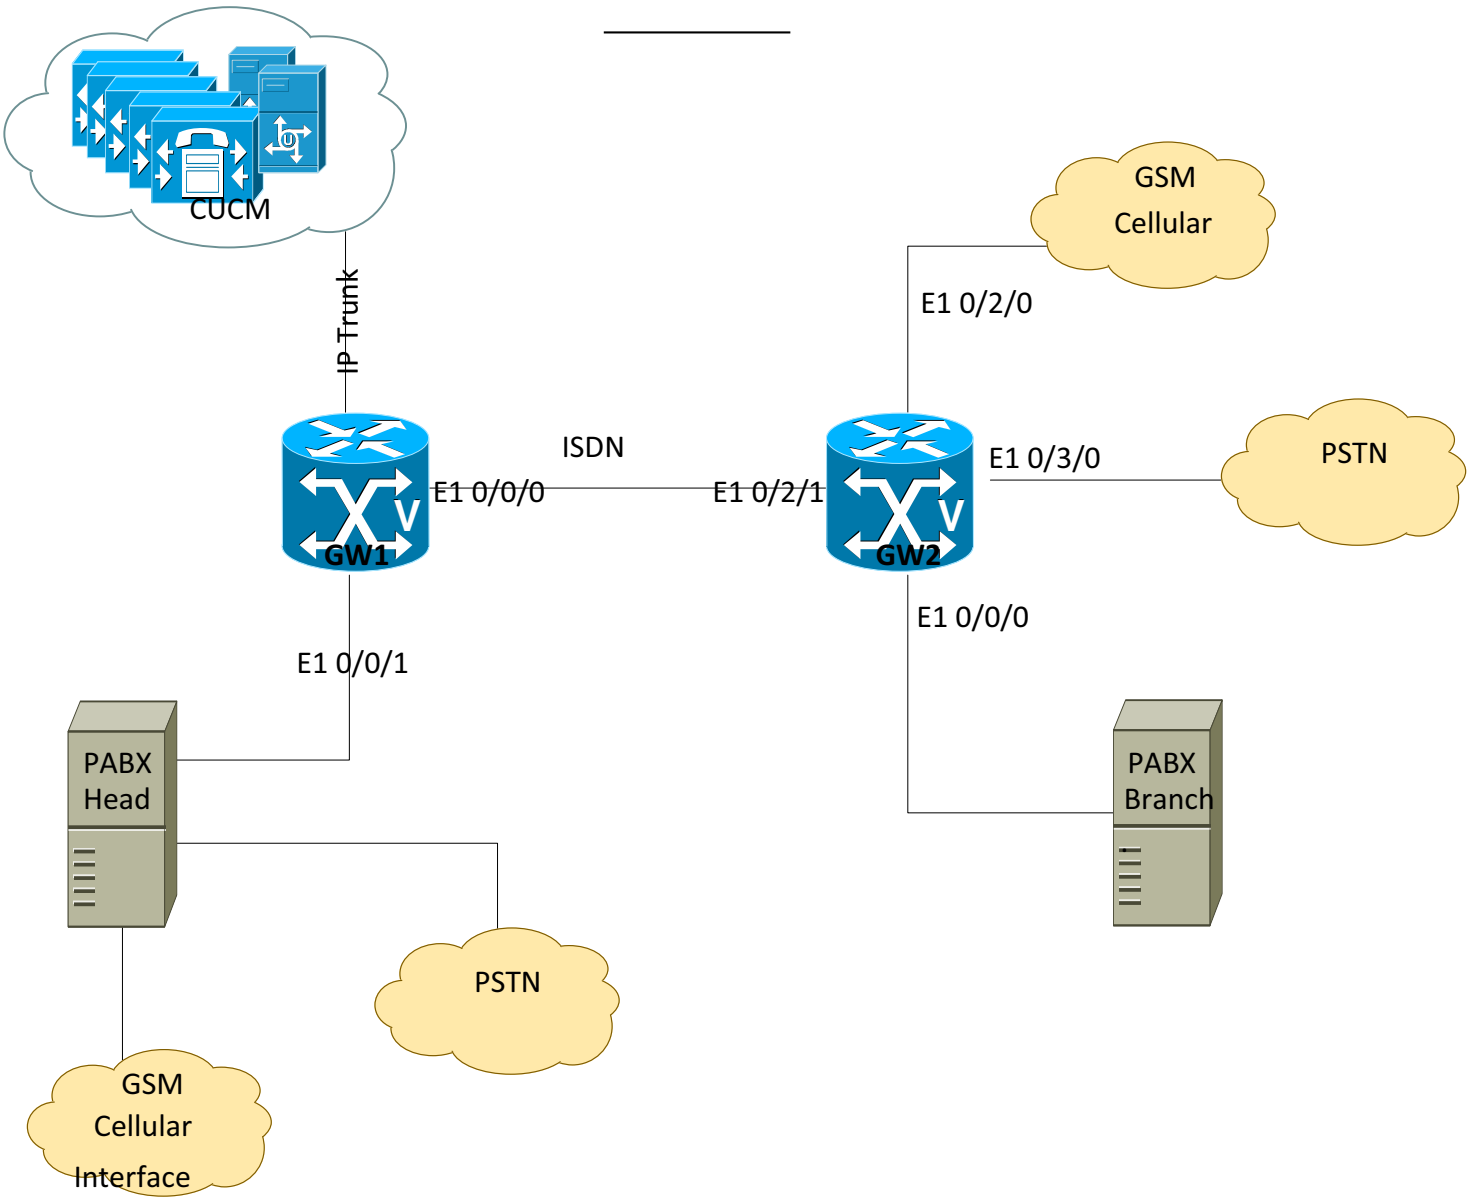 U
CUCM
GSM
Cellular
IP Trunk
E1 0/2/0
ISDN
E1 0/3/0
PSTN
E1 0/0/0
E1 0/2/1
V
V
GW1
GW2
E1 0/0/0
E1 0/0/1
PABX
Head
PABX
Branch
PSTN
GSM
Cellular
Interface